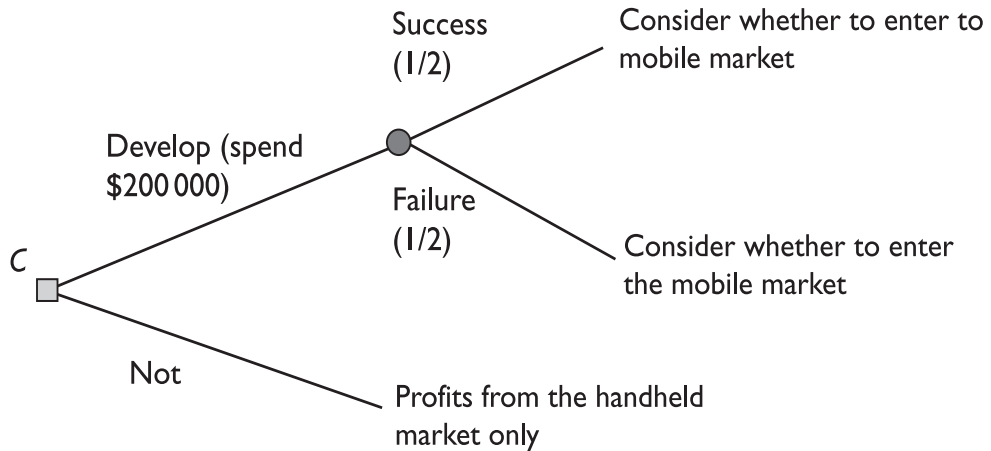 Success
(1/2)
Consider whether to enter to
mobile market
Develop (spend
$200 000)
Failure
(1/2)
C
Consider whether to enter
the mobile market
Not
Profits from the handheld
market only